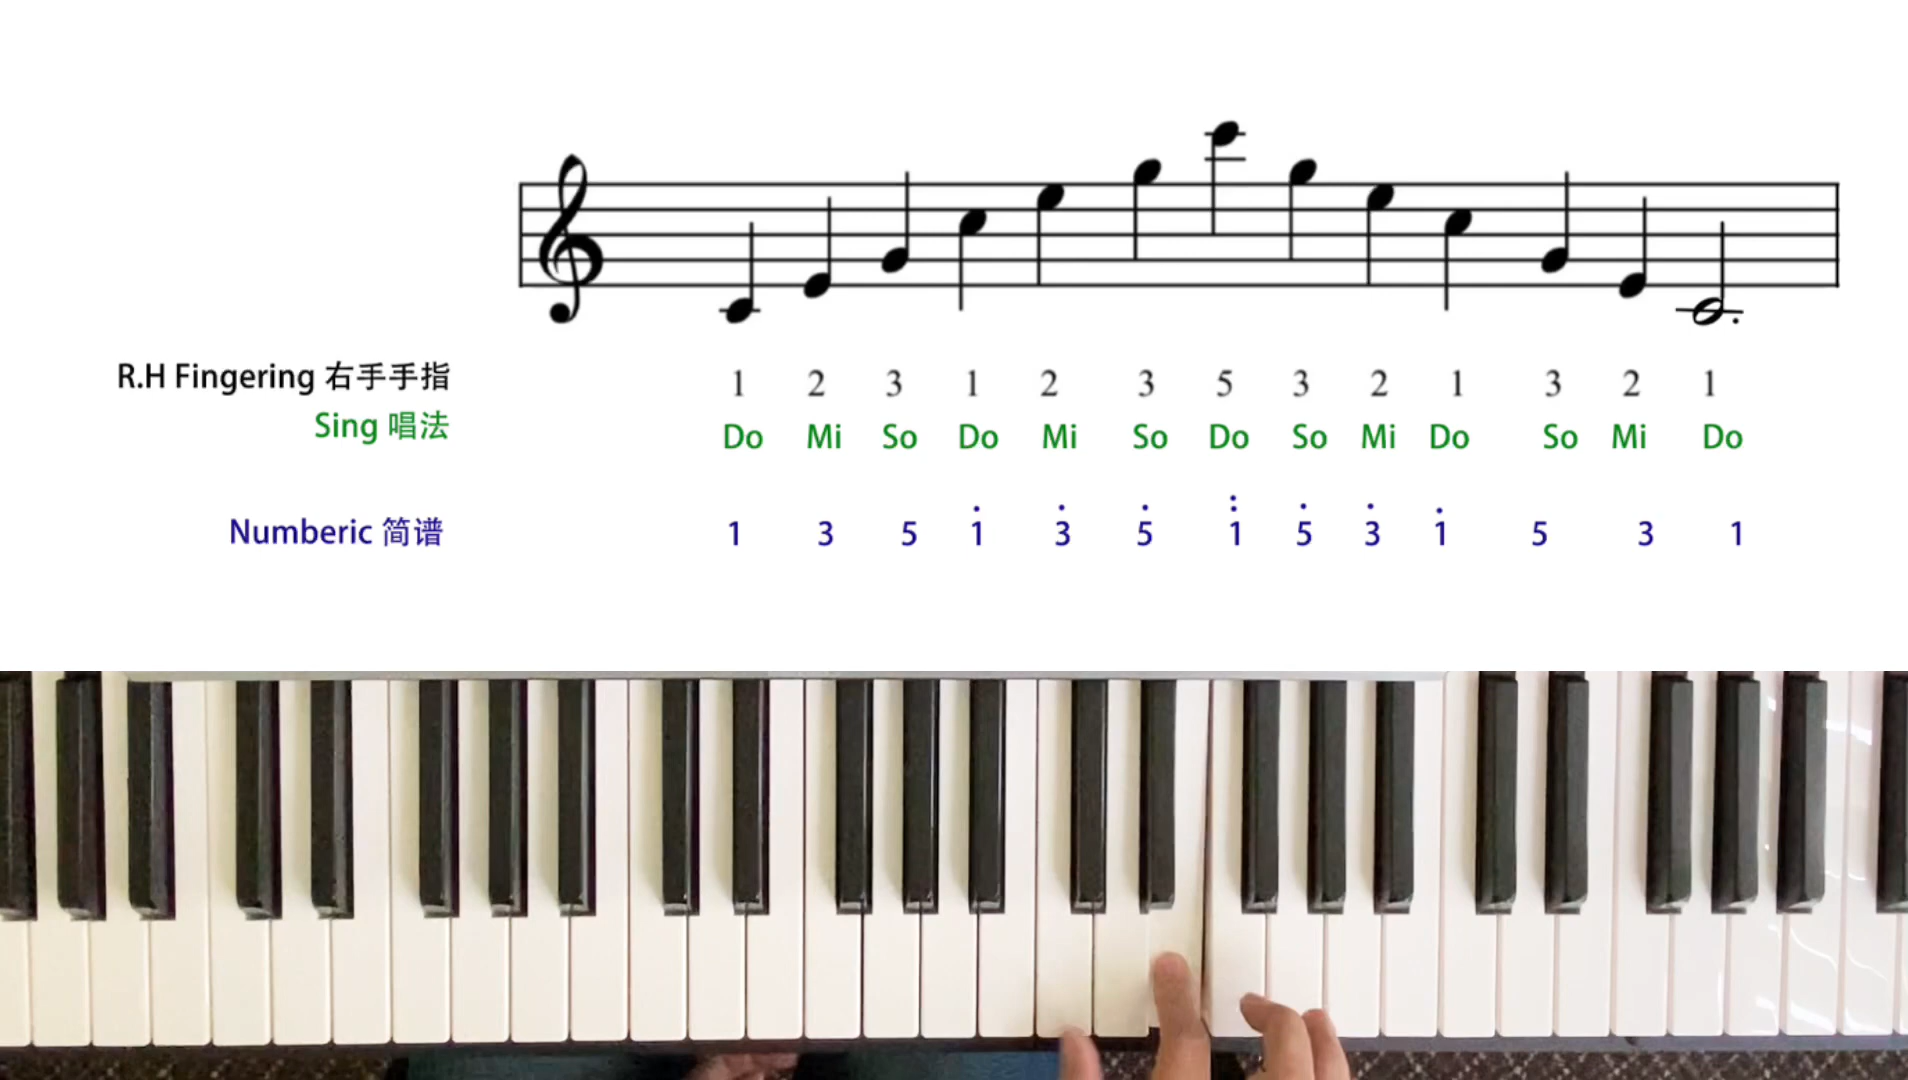 R.H Fingering 右手手指 1 2 3 1 2 3 5 3 2 1 3 2 1
Sing 唱法 Do Mi So Do Mi So Do So Mi Do So Mi Do
Numberic 简谱 1 3 5 1 3 5 1 5 3 1 5 3 1